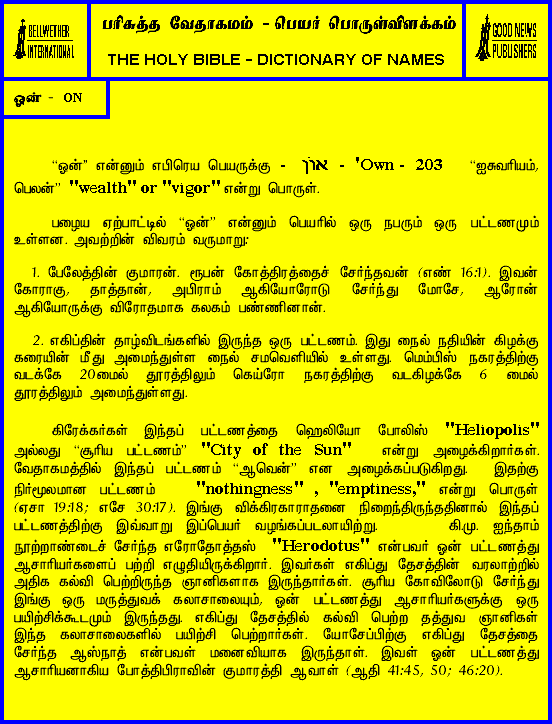 BELLWETHER
INTERNATIONAL
பரிசுத்த வேதாகமம் - பெயர் பொருள்விளக்கம்
THE HOLY BIBLE - DICTIONARY OF NAMES
GOOD NEWS
PUBLISHERS
ஓன் - ON
“ஓன்” என்னும் எபிரெய பெயருக்கு - אוֹן - 'Own - 203 “ஐசுவரியம்,
பெலன்” "wealth" or "vigor" என்று பொருள்.
பழைய ஏற்பாட்டில் “ஓன்” என்னும் பெயரில் ஒரு நபரும் ஒரு பட்டணமும்
உள்ளன. அவற்றின் விவரம் வருமாறு:
1. பேலேத்தின் குமாரன். ரூபன் கோத்திரத்தைச் சேர்ந்தவன் (எண் 16:1). இவன்
கோராகு, தாத்தான், அபிராம் ஆகியோரோடு சேர்ந்து மோசே, ஆரோன்
ஆகியோருக்கு விரோதமாக கலகம் பண்ணினான்.
2. எகிப்தின் தாழ்விடங்களில் இருந்த ஒரு பட்டணம். இது நைல் நதியின் கிழக்கு
கரையின் மீது அமைந்துள்ள நைல் சமவெளியில் உள்ளது. மெம்பிஸ் நகரத்திற்கு
வடக்கே 20மைல் தூரத்திலும் கெய்ரோ நகரத்திற்கு வடகிழக்கே 6 மைல்
தூரத்திலும் அமைந்துள்ளது.
கிரேக்கர்கள் இந்தப் பட்டணத்தை ஹெலியோ போலிஸ் "Heliopolis"
அல்லது “சூரிய பட்டணம்” "City of the Sun" என்று அழைக்கிறார்கள்.
வேதாகமத்தில் இந்தப் பட்டணம் “ஆவென்” என அழைக்கப்படுகிறது. இதற்கு
நிர்மூலமான பட்டணம் "nothingness" , "emptiness," என்று பொருள்
(ஏசா 19:18; எசே 30:17). இங்கு விக்கிரகாராதனை நிறைந்திருந்ததினால் இந்தப்
பட்டணத்திற்கு இவ்வாறு இப்பெயர் வழங்கப்படலாயிற்று. கி.மு. ஐந்தாம்
நூற்றாண்டைச் சேர்ந்த எரோதோத்தஸ் "Herodotus" என்பவர் ஓன் பட்டணத்து
ஆசாரியர்களைப் பற்றி எழுதியிருக்கிறார். இவர்கள் எகிப்து தேசத்தின் வரலாற்றில்
அதிக கல்வி பெற்றிருந்த ஞானிகளாக இருந்தார்கள். சூரிய கோவிலோடு சேர்ந்து
இங்கு ஒரு மருத்துவக் கலாசாலையும், ஓன் பட்டணத்து ஆசாரியர்களுக்கு ஒரு
பயிற்சிக்கூடமும் இருந்தது. எகிப்து தேசத்தில் கல்வி பெற்ற தத்துவ ஞானிகள்
இந்த கலாசாலைகளில் பயிற்சி பெற்றார்கள். யோசேப்பிற்கு எகிப்து தேசத்தை
சேர்ந்த ஆஸ்நாத் என்பவள் மனைவியாக இருந்தாள். இவள் ஓன் பட்டணத்து
ஆசாரியனாகிய போத்திபிராவின் குமாரத்தி ஆவாள் (ஆதி 41:45, 50; 46:20).